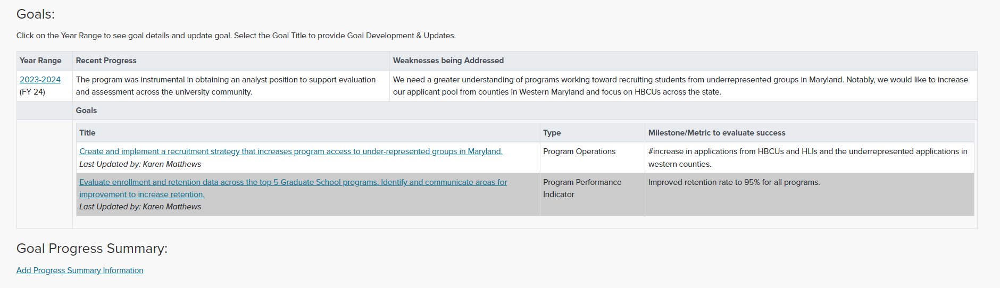 Goals:
Click on the Year Range to see goal details and update goal. Select the Goal Title to provide Goal Development & Updates.
Year Range Recent Progress Weaknesses being Addressed
2023-2024 The program was instrumental in obtaining an analyst position to support evaluation We need a greater understanding of programs working toward recruiting students from underrepresented groups in Maryland. Notably, we would like to increase
(FY 24) and assessment across the university community. our applicant pool from counties in Western Maryland and focus on HBCUs across the state.
Goals
Title Type Milestone/Metric to evaluate success
Create and implement a recruitment strategy that increases program access to under-represented groups in Maryland. Program Operations #increase in applications from HBCUs and HLIs and the underrepresented applications in
Last Updated by: Karen Matthews western counties.
Evaluate enrollment and retention data across the top 5 Graduate School programs. Identify and communicate areas for Program Performance Improved retention rate to 95% for all programs.
improvement to increase retention. Indicator
Last Updated by: Karen Matthews
Goal Progress Summary:
Add Progress Summary Information